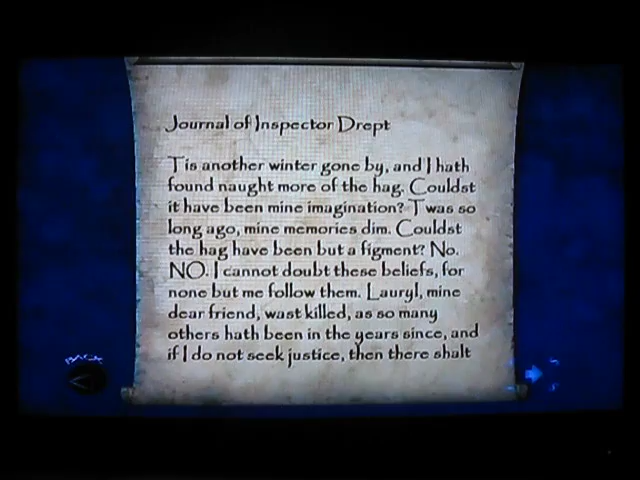 Journal of Inspector Drept
Tis another winter gone by, and I hath
found naught more of the hag. Couldst
it have been mine imagination? T was so
long ago, mine memories dim. Couldst
the hag have been but a figment? No.
NO. I cannot doubt these beliefs, for
none but me follow them. Lauryl, mine
dear friend, wast killed, as so many
others hath been in the years since, and
if I do not seek justice, then there shalt
BACK